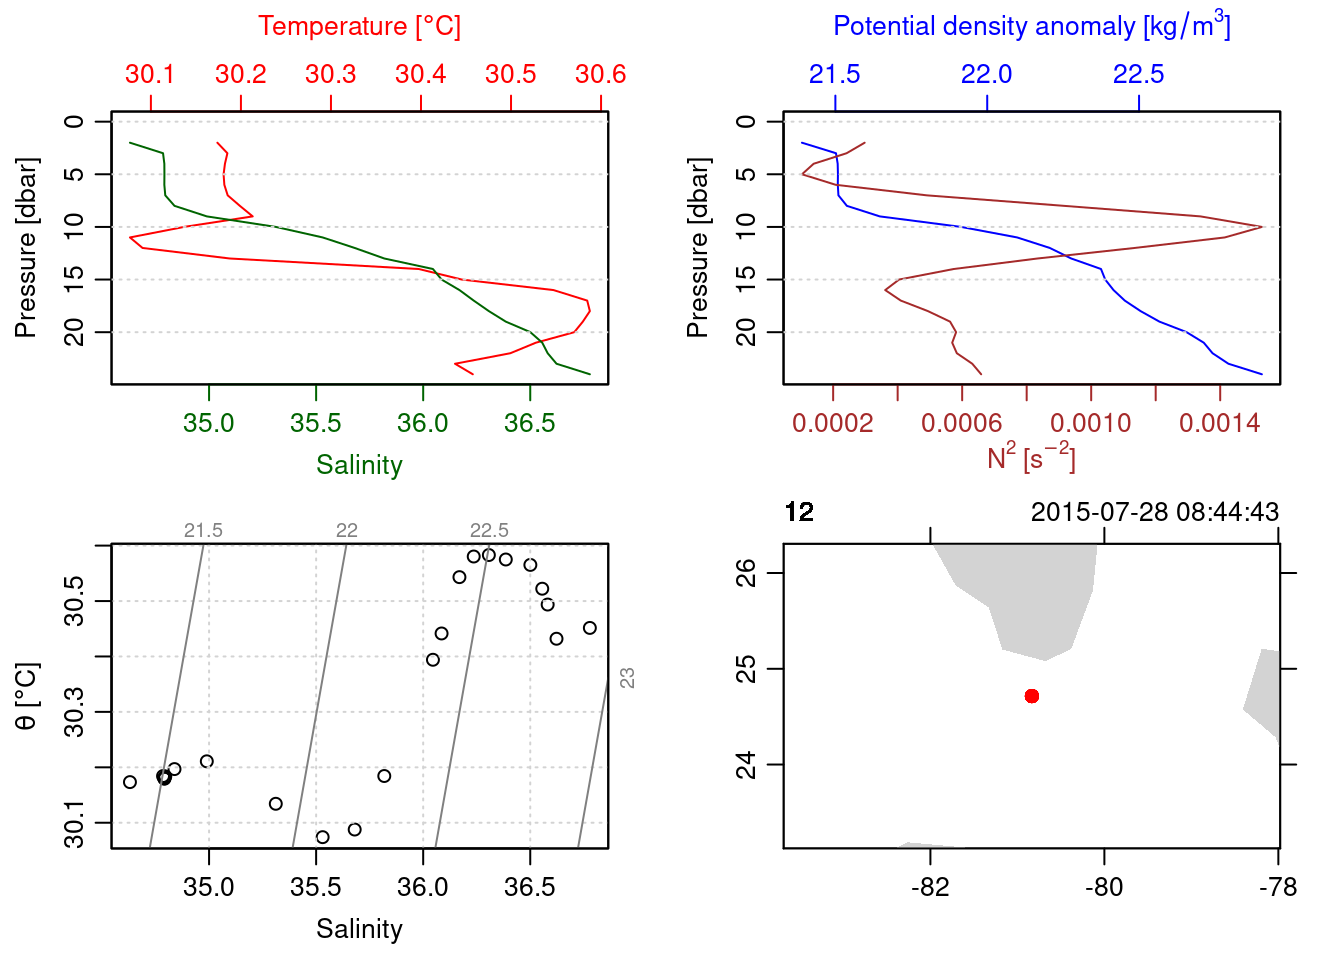 Temperature [°C]
30.1 30.2 30.3 30.4 30.5 30.6
Pressure [dbar]
0
5
10
15
20
35.0 35.5 36.0 36.5
Salinity
Potential density anomaly [kg/m³]
21.5 22.0 22.5
Pressure [dbar]
0
5
10
15
20
0.0002 0.0006 0.0010 0.0014
N² [s⁻²]
21.5 22 22.5
23
θ [°C]
30.5
30.3
30.1
35.0 35.5 36.0 36.5
Salinity
12 2015-07-28 08:44:43
26
25
24
-82 -80 -78